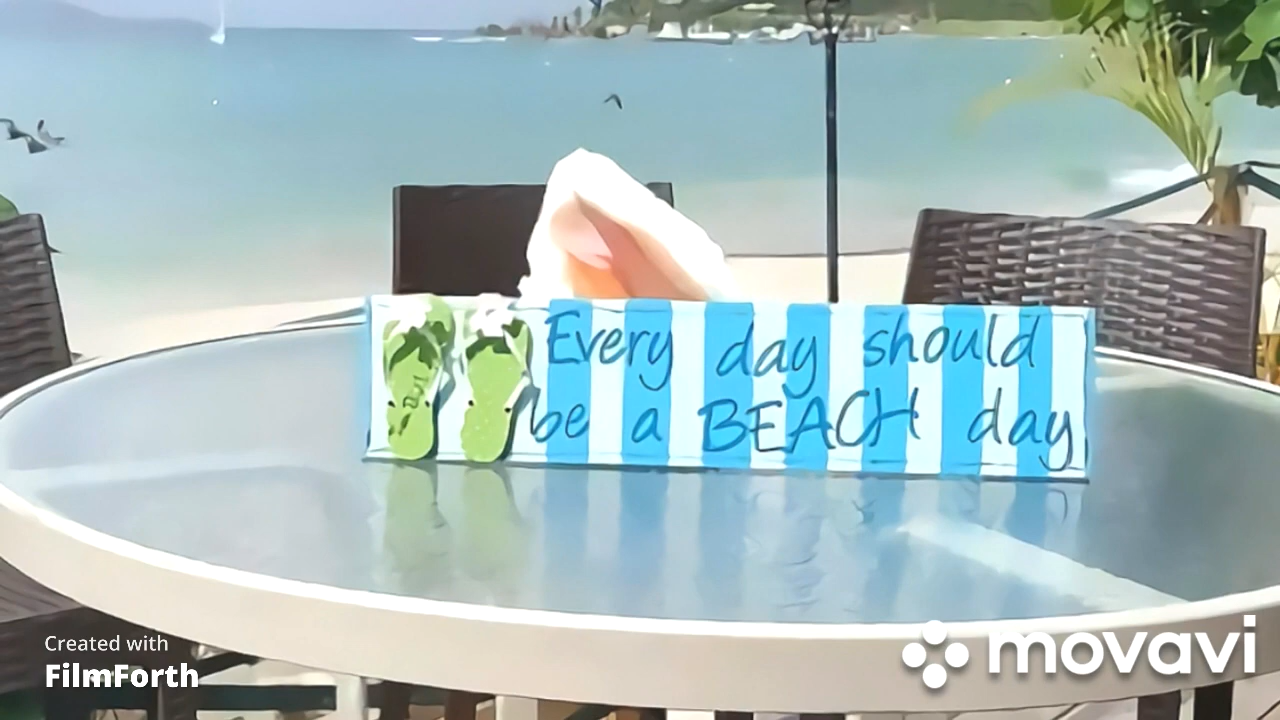 Every day should
be a BEACH day
Created with
FilmForth
movavi